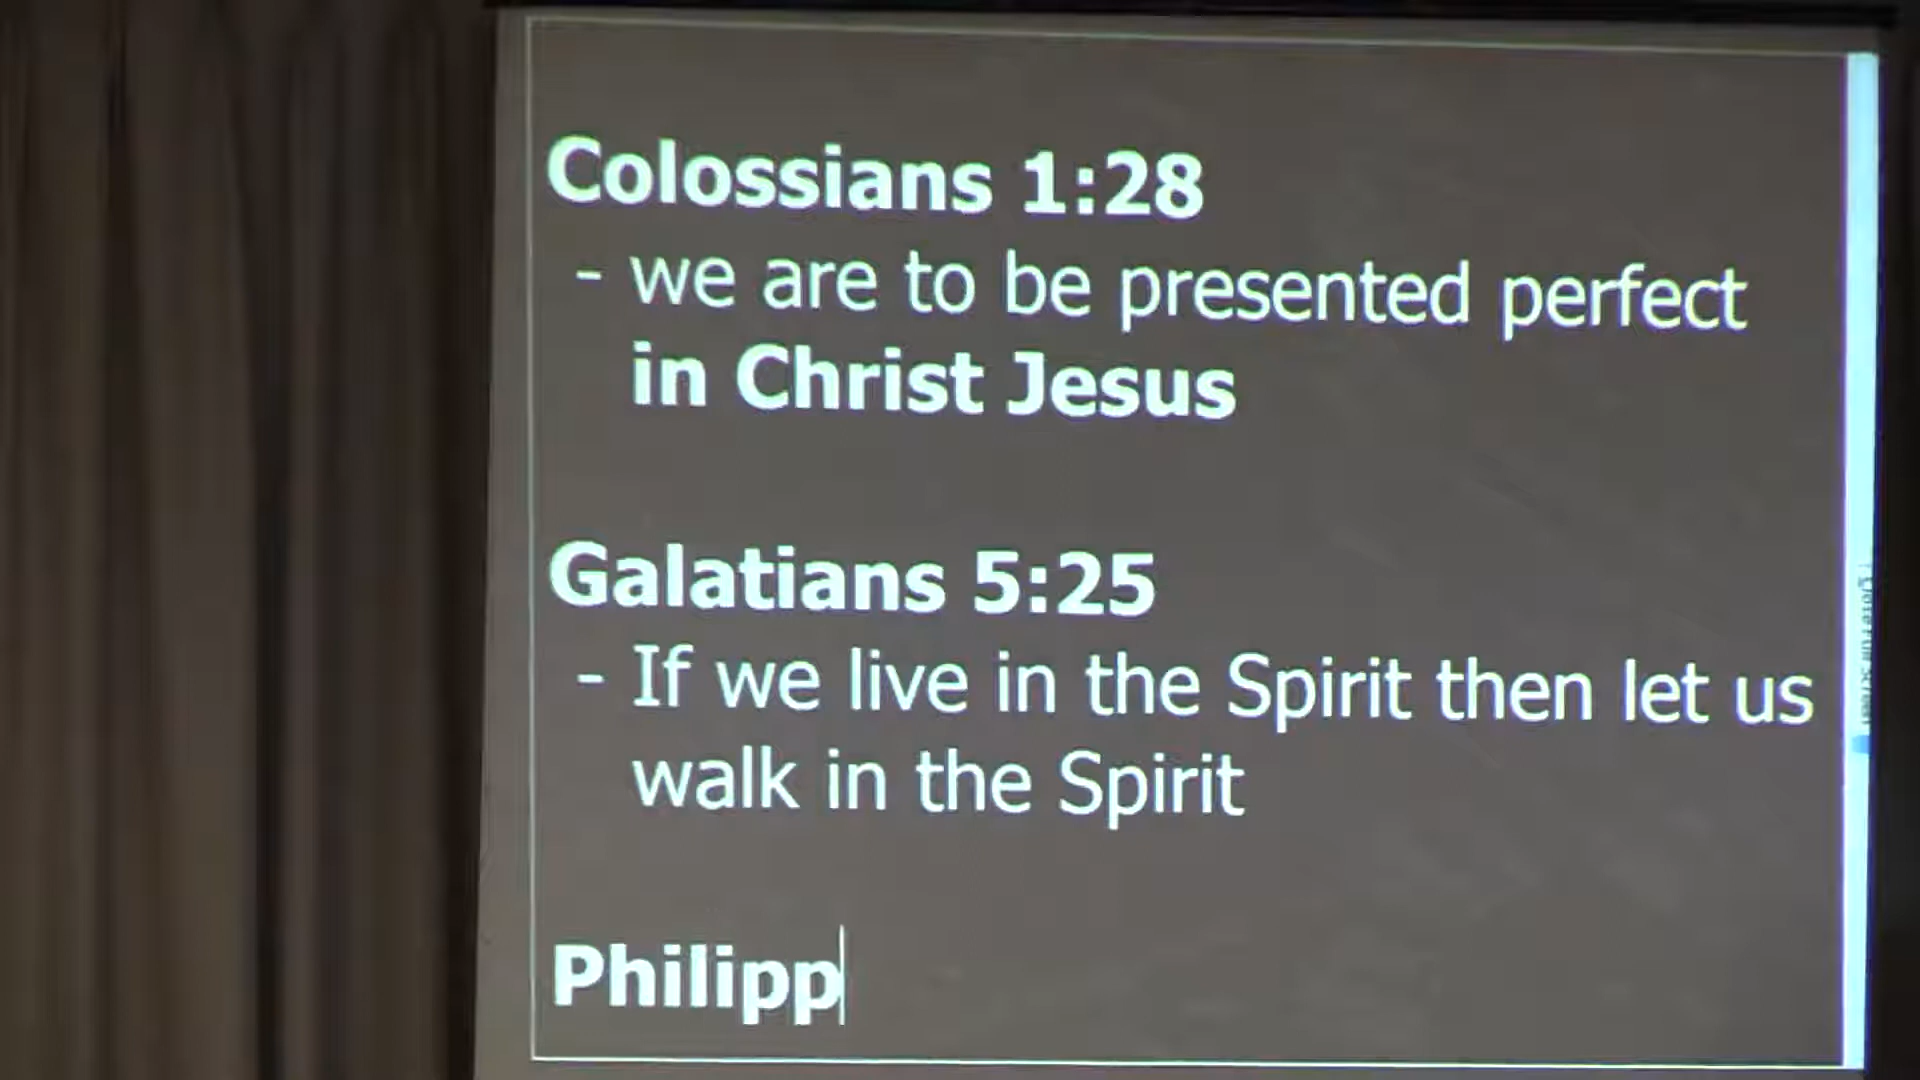 Colossians 1:28
- we are to be presented perfect
in Christ Jesus
Galatians 5:25
- If we live in the Spirit then let us
walk in the Spirit
Philipp